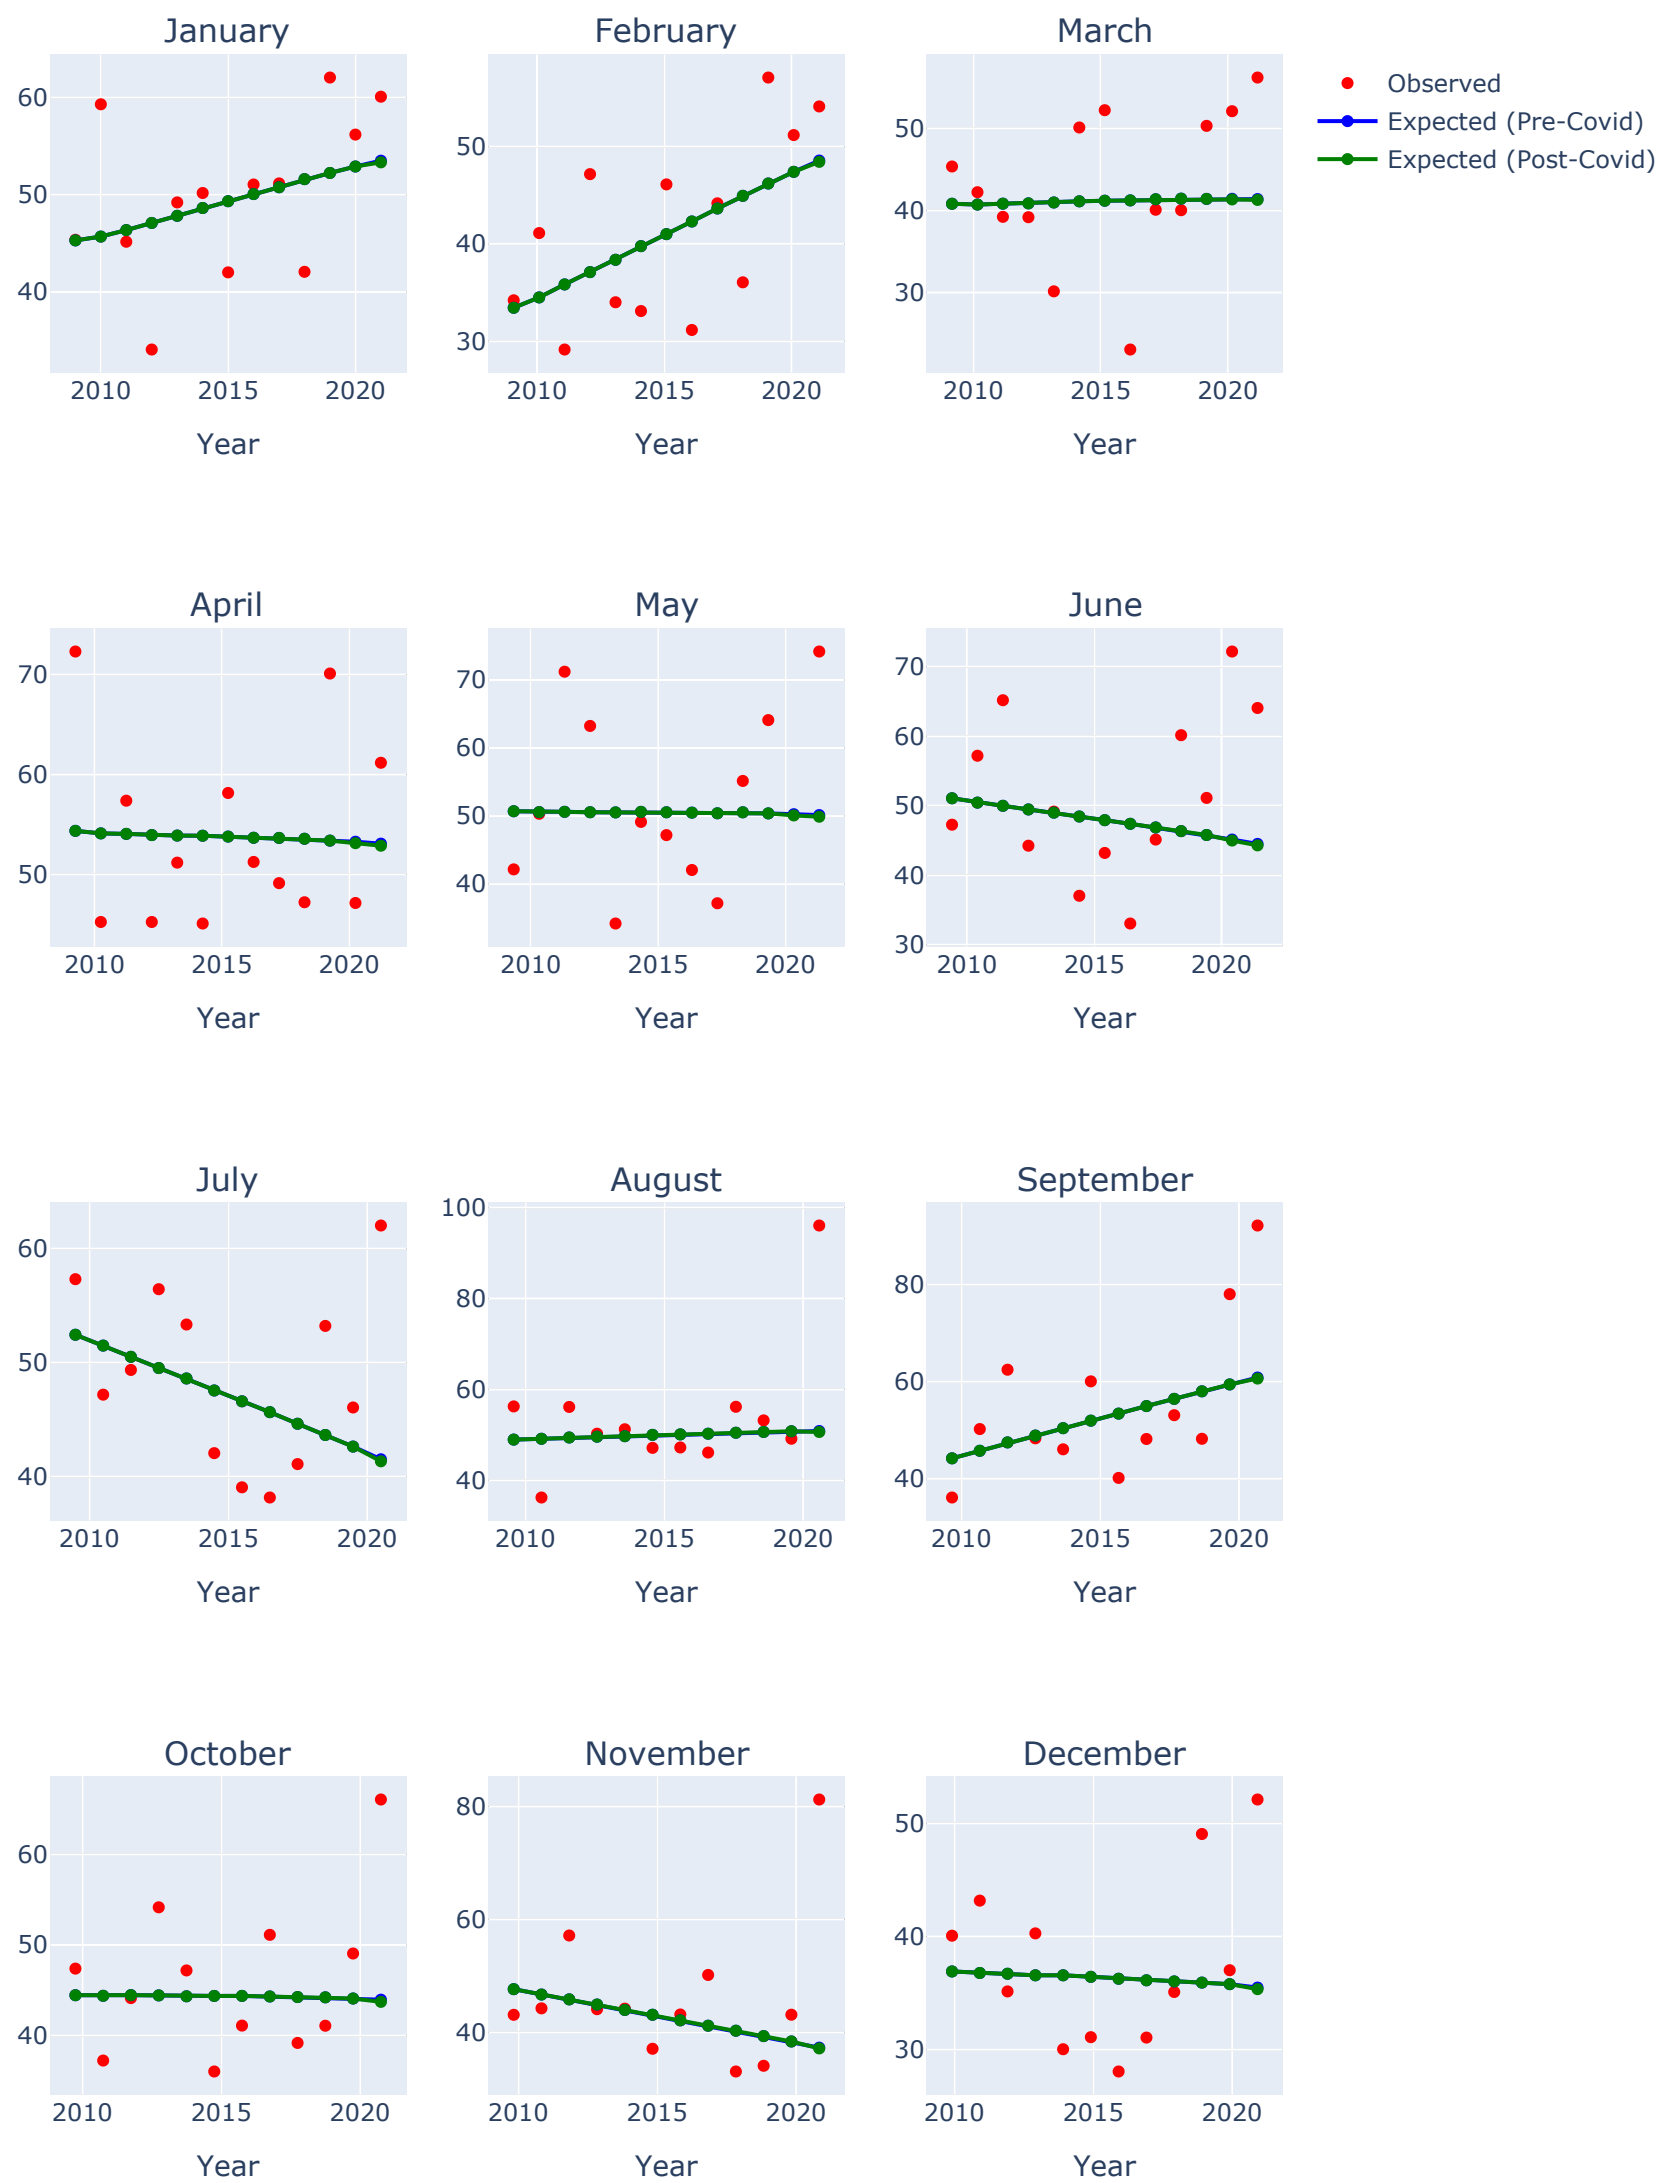 January
February
March
60
50
40
2010
2015
2020
Year
50
40
30
2010
2015
2020
Year
50
40
30
2010
2015
2020
Year
Observed
Expected (Pre-Covid)
Expected (Post-Covid)
April
May
June
70
60
50
2010
2015
2020
Year
70
60
50
40
2010
2015
2020
Year
70
60
50
40
30
2010
2015
2020
Year
July
August
September
60
50
40
2010
2015
2020
Year
100
80
60
40
2010
2015
2020
Year
80
60
40
2010
2015
2020
Year
October
November
December
60
50
40
2010
2015
2020
Year
80
60
40
2010
2015
2020
Year
50
40
30
2010
2015
2020
Year